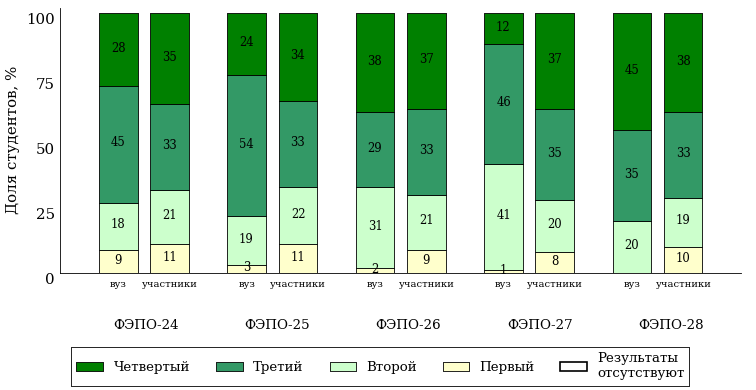 Доля студентов, %
100
75
50
25
0
28 35 24 34 38 37 12 37 45 38
45 33 54 33 29 33 46 35 35 33
18 21 19 22 31 21 41 20 20 19
9 11 3 11 2 9 1 8 10
вуз участники вуз участники вуз участники вуз участники вуз участники
ФЭПО-24 ФЭПО-25 ФЭПО-26 ФЭПО-27 ФЭПО-28
Четвертый Третий Второй Первый Результаты
отсутствуют